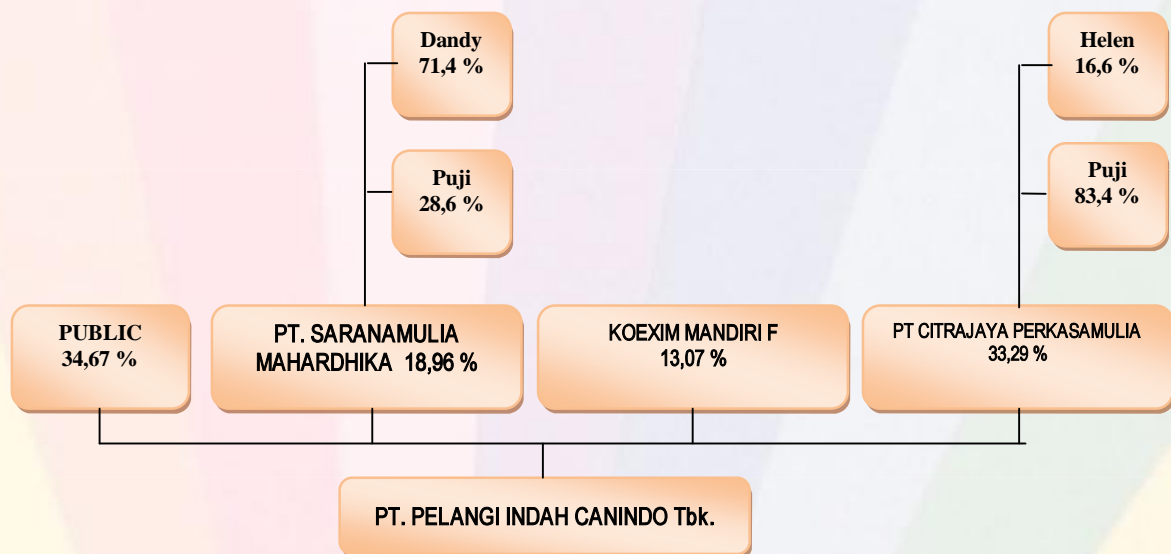 Dandy
71,4 %
Helen
16,6 %
Puji
28,6 %
Puji
83,4 %
PUBLIC
34,67 %
PT. SARANAMULIA
MAHARDHIKA 18,96 %
KOEXIM MANDIRI F
13,07 %
PT CITRAJAYA PERKASAMULIA
33,29 %
PT. PELANGI INDAH CANINDO Tbk.